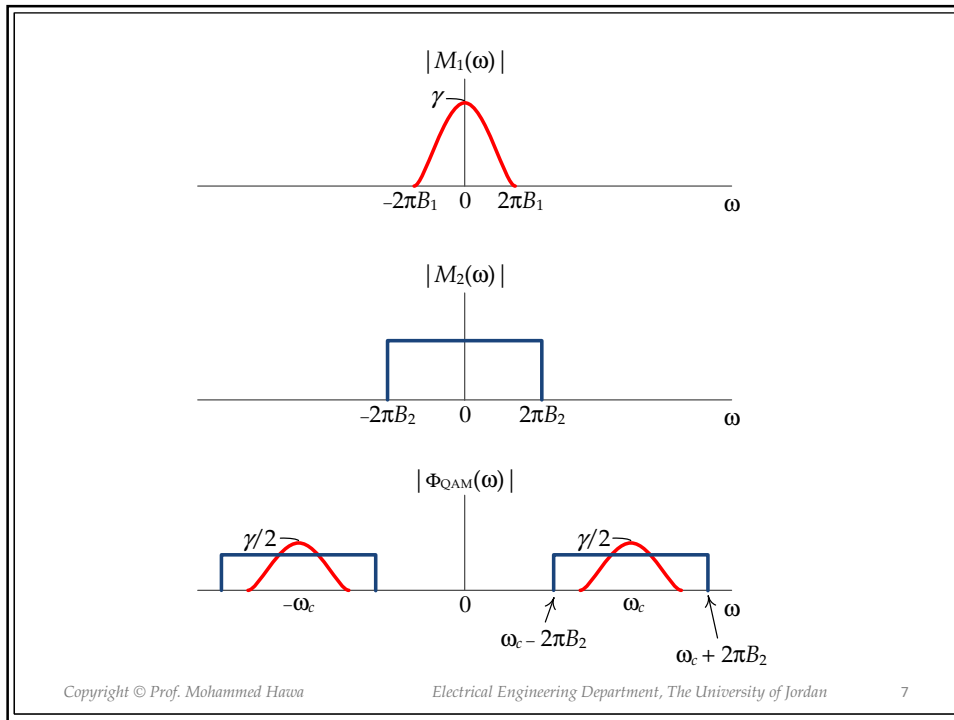 |M₁(ω)|
γ
−2πB₁ 0 2πB₁ ω
|M₂(ω)|
−2πB₂ 0 2πB₂ ω
|Φ_QAM(ω)|
γ/2 γ/2
−ω_c 0 ω_c ω
ω_c − 2πB₂
ω_c + 2πB₂
Copyright © Prof. Mohammed Hawa Electrical Engineering Department, The University of Jordan 7